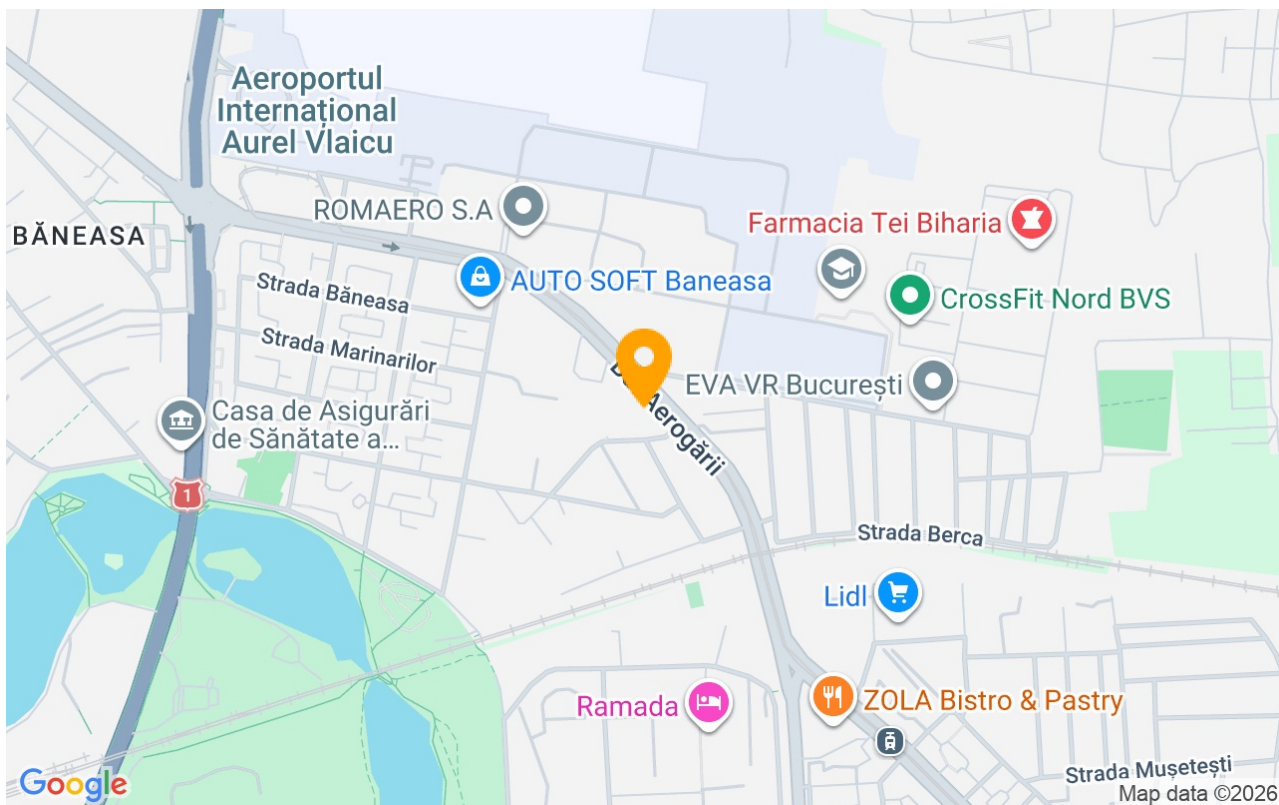 Aeroportul
Internațional
Aurel Vlaicu
ROMAERO S.A
BĂNEASA
Farmacia Tei Biharia
AUTO SOFT Baneasa
Strada Băneasa
CrossFit Nord BVS
Strada Marinarilor
EVA VR București
Aerogării
Casa de Asigurări
de Sănătate a...
1
Strada Berca
Lidl
Ramada
ZOLA Bistro & Pastry
Strada Mușetești
Google
Map data ©2026